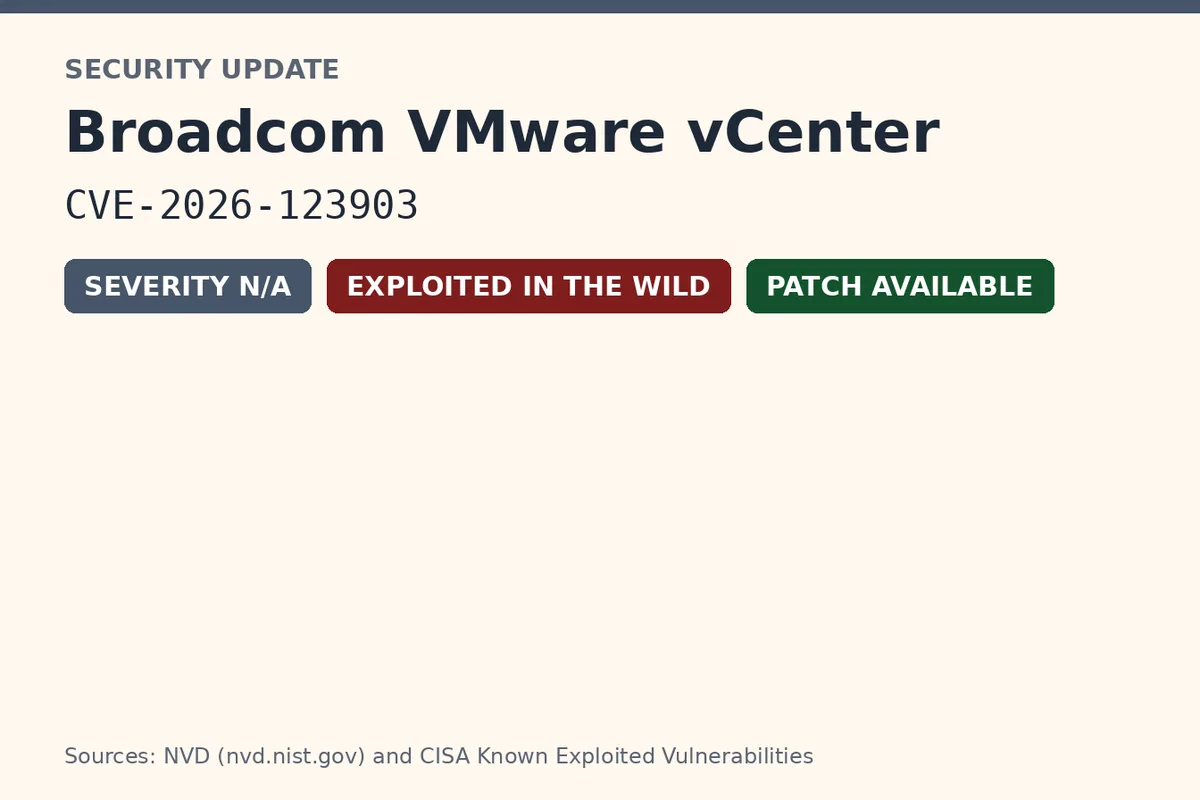 SECURITY UPDATE
Broadcom VMware vCenter
CVE-2026-123903
SEVERITY N/A EXPLOITED IN THE WILD PATCH AVAILABLE
Sources: NVD (nvd.nist.gov) and CISA Known Exploited Vulnerabilities